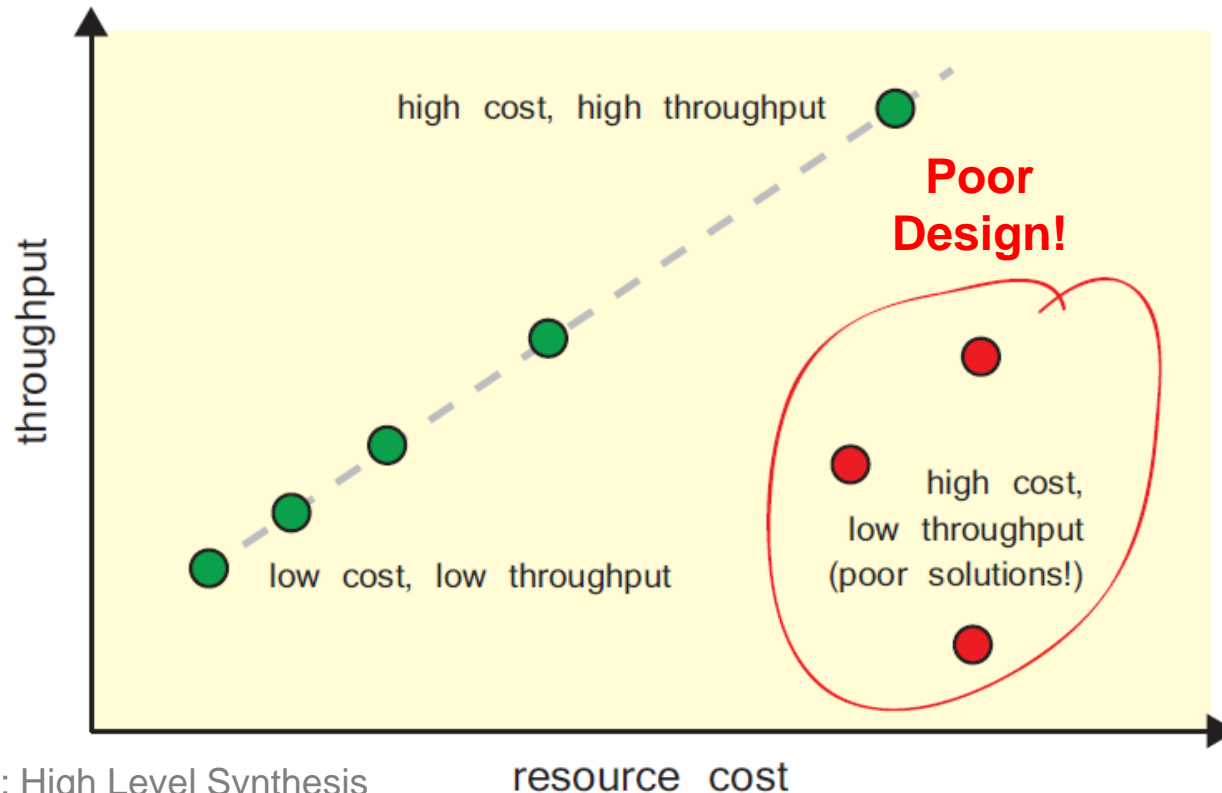 high cost, high throughput
Poor
Design!
throughput
high cost,
low throughput
(poor solutions!)
low cost, low throughput
: High Level Synthesis
resource cost